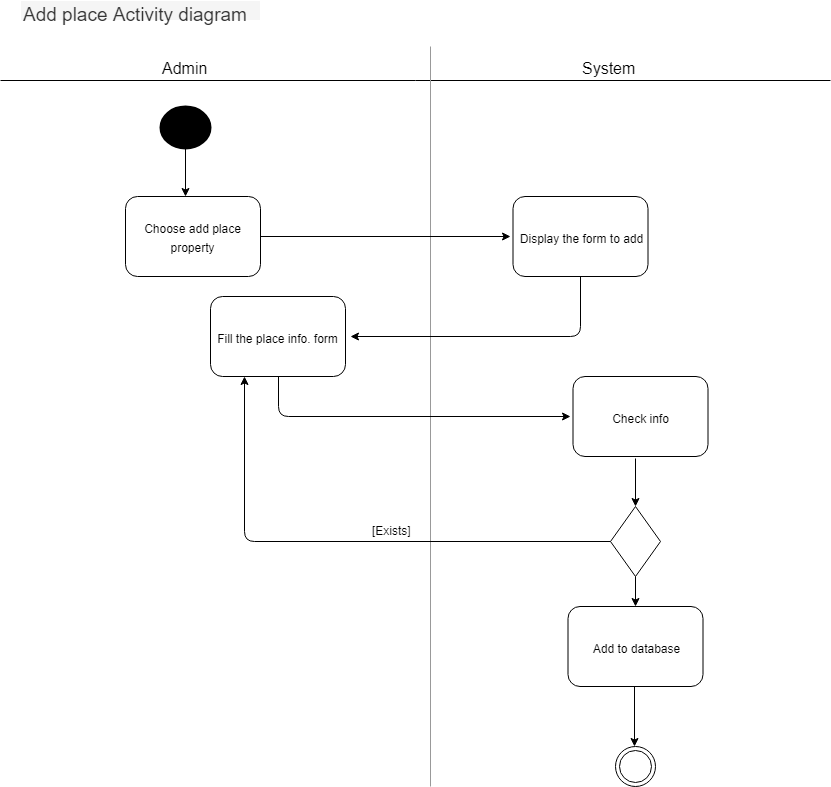 Add place Activity diagram
Admin
System
Choose add place
property
Display the form to add
Fill the place info. form
Check info
[Exists]
Add to database